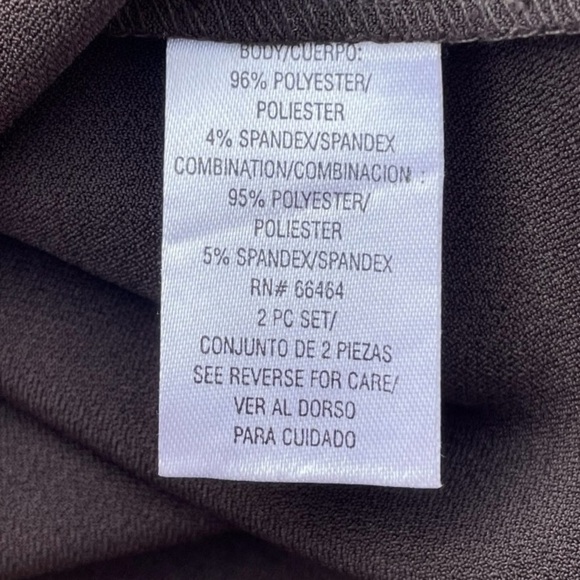 BODY/CUERPO:
96% POLYESTER/
POLIESTER
4% SPANDEX/SPANDEX
COMBINATION/COMBINACION :
95% POLYESTER/
POLIESTER
5% SPANDEX/SPANDEX
RN# 66464
2 PC SET/
CONJUNTO DE 2 PIEZAS
SEE REVERSE FOR CARE/
VER AL DORSO
PARA CUIDADO